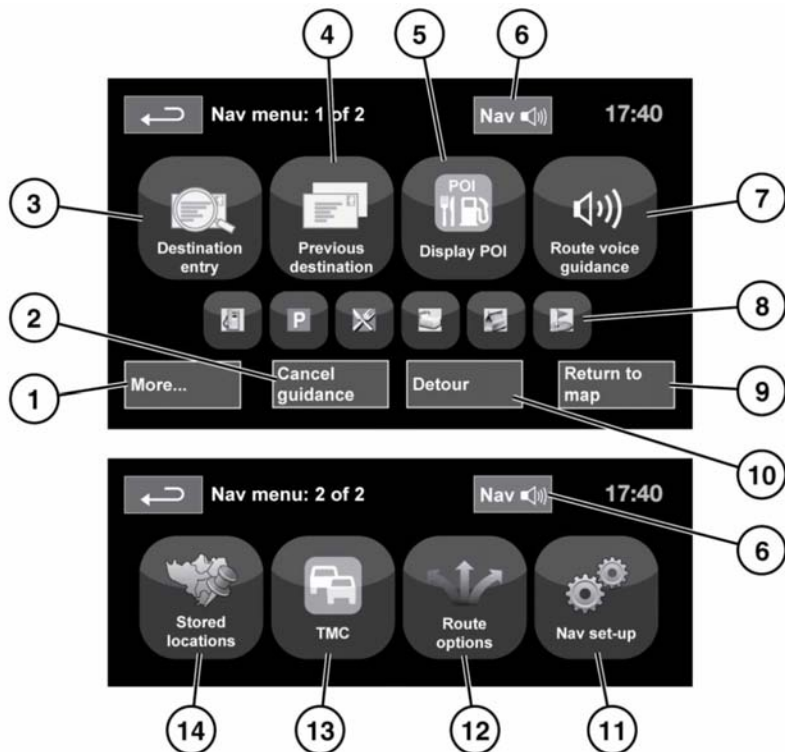 4
5
6
Nav menu: 1 of 2
Nav
17:40
3
POI
7
Destination
entry
Previous
destination
Display POI
Route voice
guidance
2
P
8
1
More...
Cancel
guidance
Detour
Return to
map
9
10
Nav menu: 2 of 2
Nav
17:40
6
Stored
locations
TMC
Route
options
Nav set-up
14
13
12
11